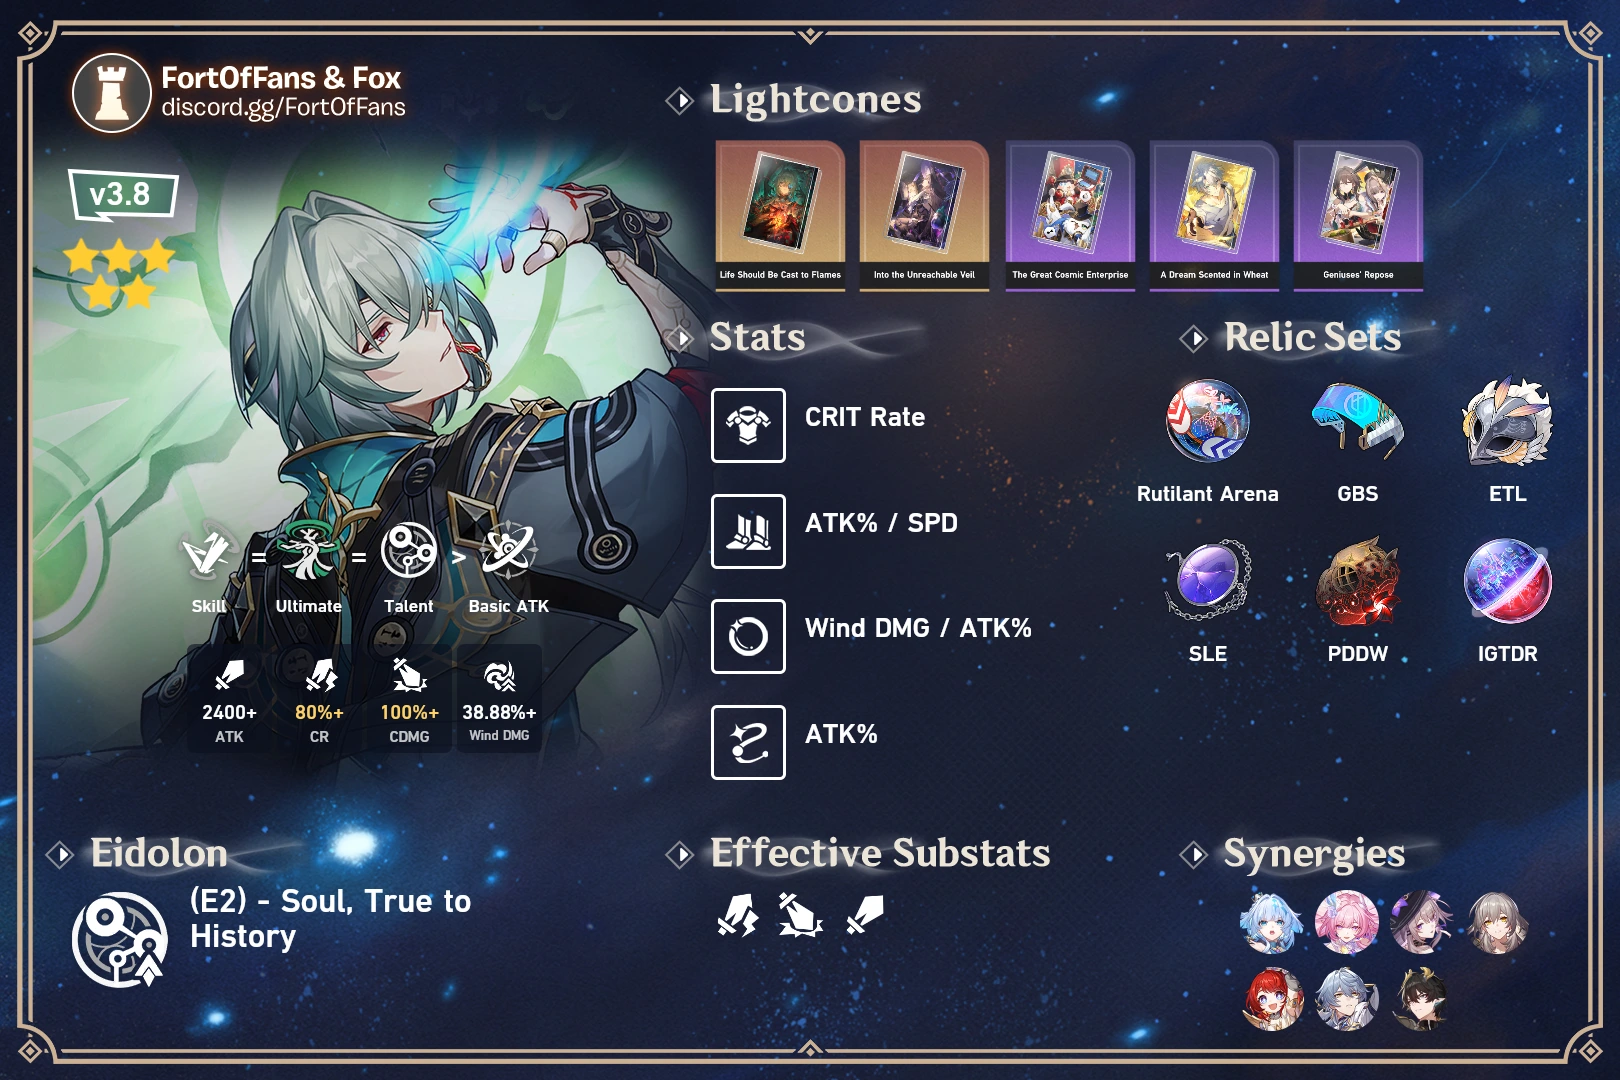 FortOfFans & Fox
discord.gg/FortOfFans
v3.8
Lightcones
Life Should Be Cast to Flames
Into the Unreachable Veil
The Great Cosmic Enterprise
A Dream Scented in Wheat
Geniuses' Repose
Stats
CRIT Rate
ATK% / SPD
Wind DMG / ATK%
ATK%
Relic Sets
Rutilant Arena
GBS
ETL
SLE
PDDW
IGTDR
Skill
=
Ultimate
=
Talent
>
Basic ATK
2400+
ATK
80%+
CR
100%+
CDMG
38.88%+
Wind DMG
Eidolon
(E2) - Soul, True to
History
Effective Substats
Synergies